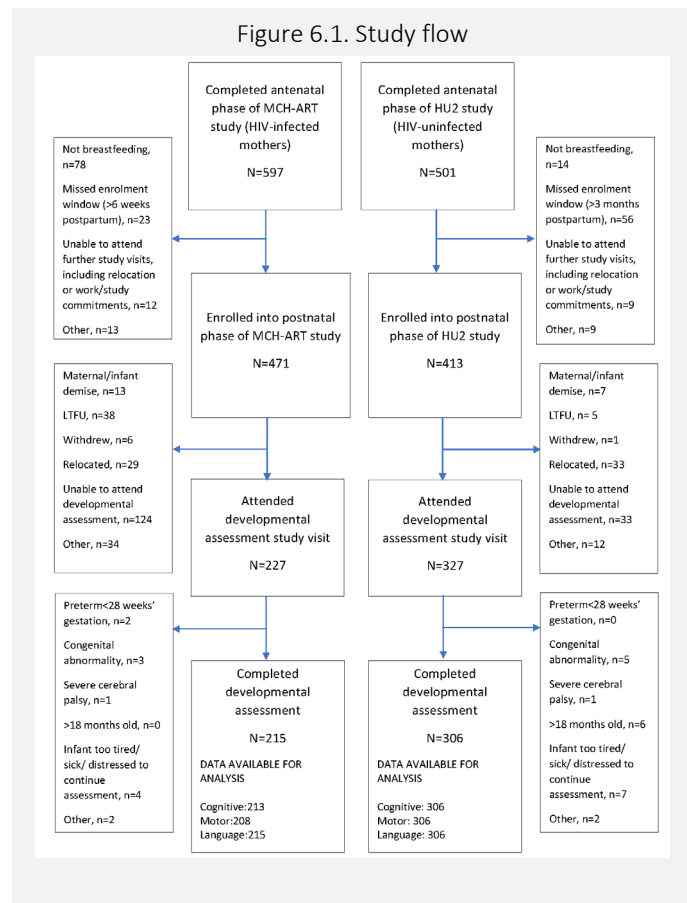 Figure 6.1. Study flow
Completed antenatal
phase of MCH-ART
study (HIV-infected
mothers)
N=597
Completed antenatal
phase of HU2 study
(HIV-uninfected
mothers)
N=501
Not breastfeeding,
n=78
Missed enrolment
window (>6 weeks
postpartum), n=23
Unable to attend
further study visits,
including relocation
or work/study
commitments, n=12
Other, n=13
Not breastfeeding,
n=14
Missed enrolment
window (>3 months
postpartum), n=56
Unable to attend
further study visits,
including relocation
or work/study
commitments, n=9
Other, n=9
Enrolled into postnatal
phase of MCH-ART study
N=471
Enrolled into postnatal
phase of HU2 study
N=413
Maternal/infant
demise, n=13
LTFU, n=38
Withdrew, n=6
Relocated, n=29
Unable to attend
developmental
assessment, n=124
Other, n=34
Maternal/infant
demise, n=7
LTFU, n= 5
Withdrew, n=1
Relocated, n=33
Unable to attend
developmental
assessment, n=33
Other, n=12
Attended
developmental
assessment study visit
N=227
Attended
developmental
assessment study visit
N=327
Preterm<28 weeks’
gestation, n=2
Congenital
abnormality, n=3
Severe cerebral
palsy, n=1
>18 months old, n=0
Infant too tired/
sick/ distressed to
continue
assessment, n=4
Other, n=2
Preterm<28 weeks’
gestation, n=0
Congenital
abnormality, n=5
Severe cerebral
palsy, n=1
>18 months old, n=6
Infant too tired/
sick/ distressed to
continue
assessment, n=7
Other, n=2
Completed
developmental
assessment
N=215
DATA AVAILABLE FOR
ANALYSIS
Cognitive:213
Motor:208
Language:215
Completed
developmental
assessment
N=306
DATA AVAILABLE FOR
ANALYSIS
Cognitive: 306
Motor: 306
Language: 306